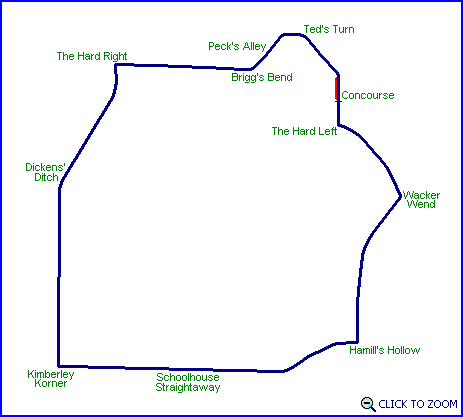 Ted's Turn
Peck's Alley
The Hard Right
Brigg's Bend
Concourse
The Hard Left
Dickens'
Ditch
Wacker
Wend
Hamill's Hollow
Kimberley
Korner
Schoolhouse
Straightaway
CLICK TO ZOOM